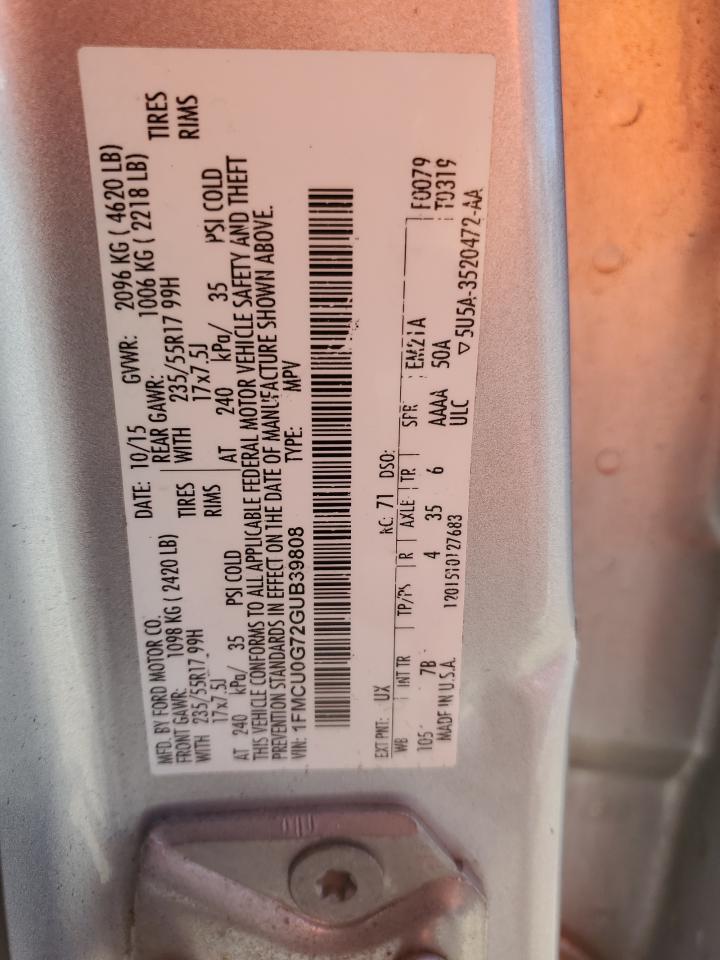 MFD. BY FORD MOTOR CO. DATE: 10/15 GVWR: 2096 KG ( 4620 LB)
FRONT GAWR: 1098 KG ( 2420 LB) REAR GAWR: 1006 KG ( 2218 LB)
WITH 235/55R17 99H TIRES WITH 235/55R17 99H TIRES
17x7.5J RIMS 17x7.5J RIMS
AT 240 kPa/ 35 PSI COLD AT 240 kPa/ 35 PSI COLD
THIS VEHICLE CONFORMS TO ALL APPLICABLE FEDERAL MOTOR VEHICLE SAFETY AND THEFT
PREVENTION STANDARDS IN EFFECT ON THE DATE OF MANUFACTURE SHOWN ABOVE.
VIN: 1FMCU0G72GUB39808 TYPE: MPV
EXT PNT: UX RC: 71 DSO: F0079
WB INT TR TP/PS R AXLE TR SPR EM21A T0319
105 7B 4 35 6 AAAA 50A
MADE IN U.S.A. 1201510127683 ULC ▽5U5A-3520472-AA